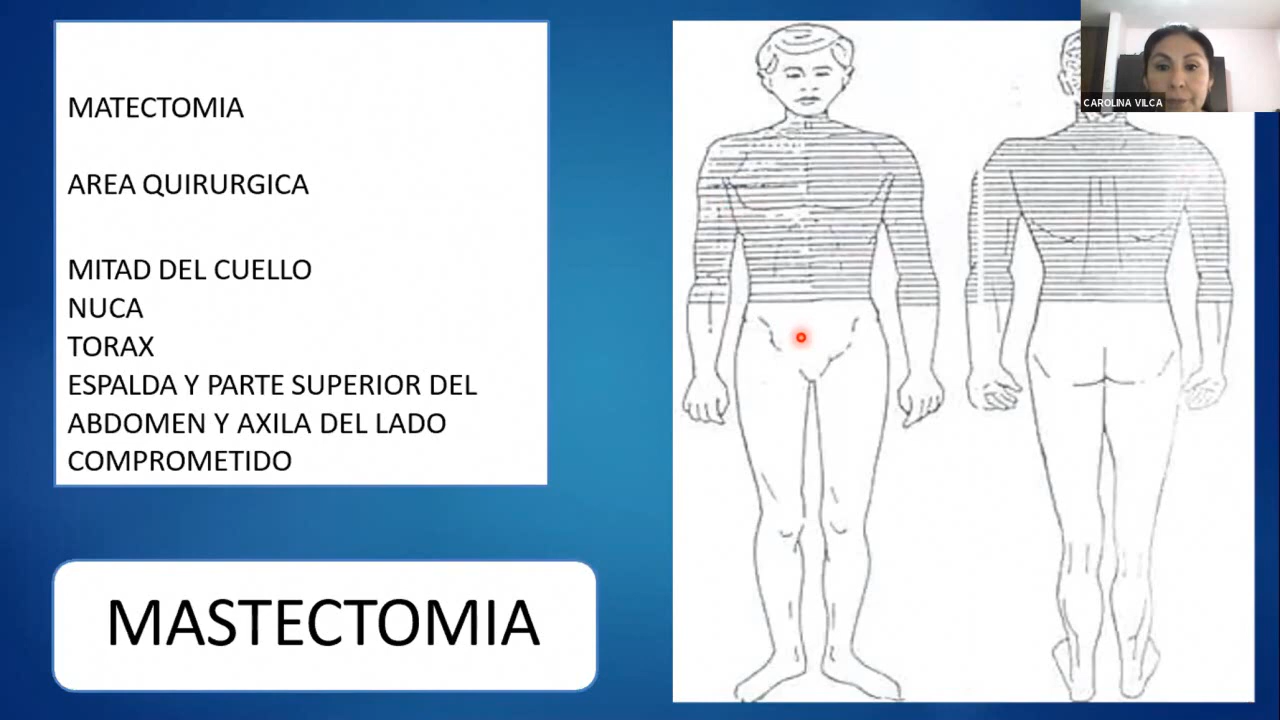 MATECTOMIA
AREA QUIRURGICA
MITAD DEL CUELLO
NUCA
TORAX
ESPALDA Y PARTE SUPERIOR DEL
ABDOMEN Y AXILA DEL LADO
COMPROMETIDO
MASTECTOMIA
CAROLINA VILCA